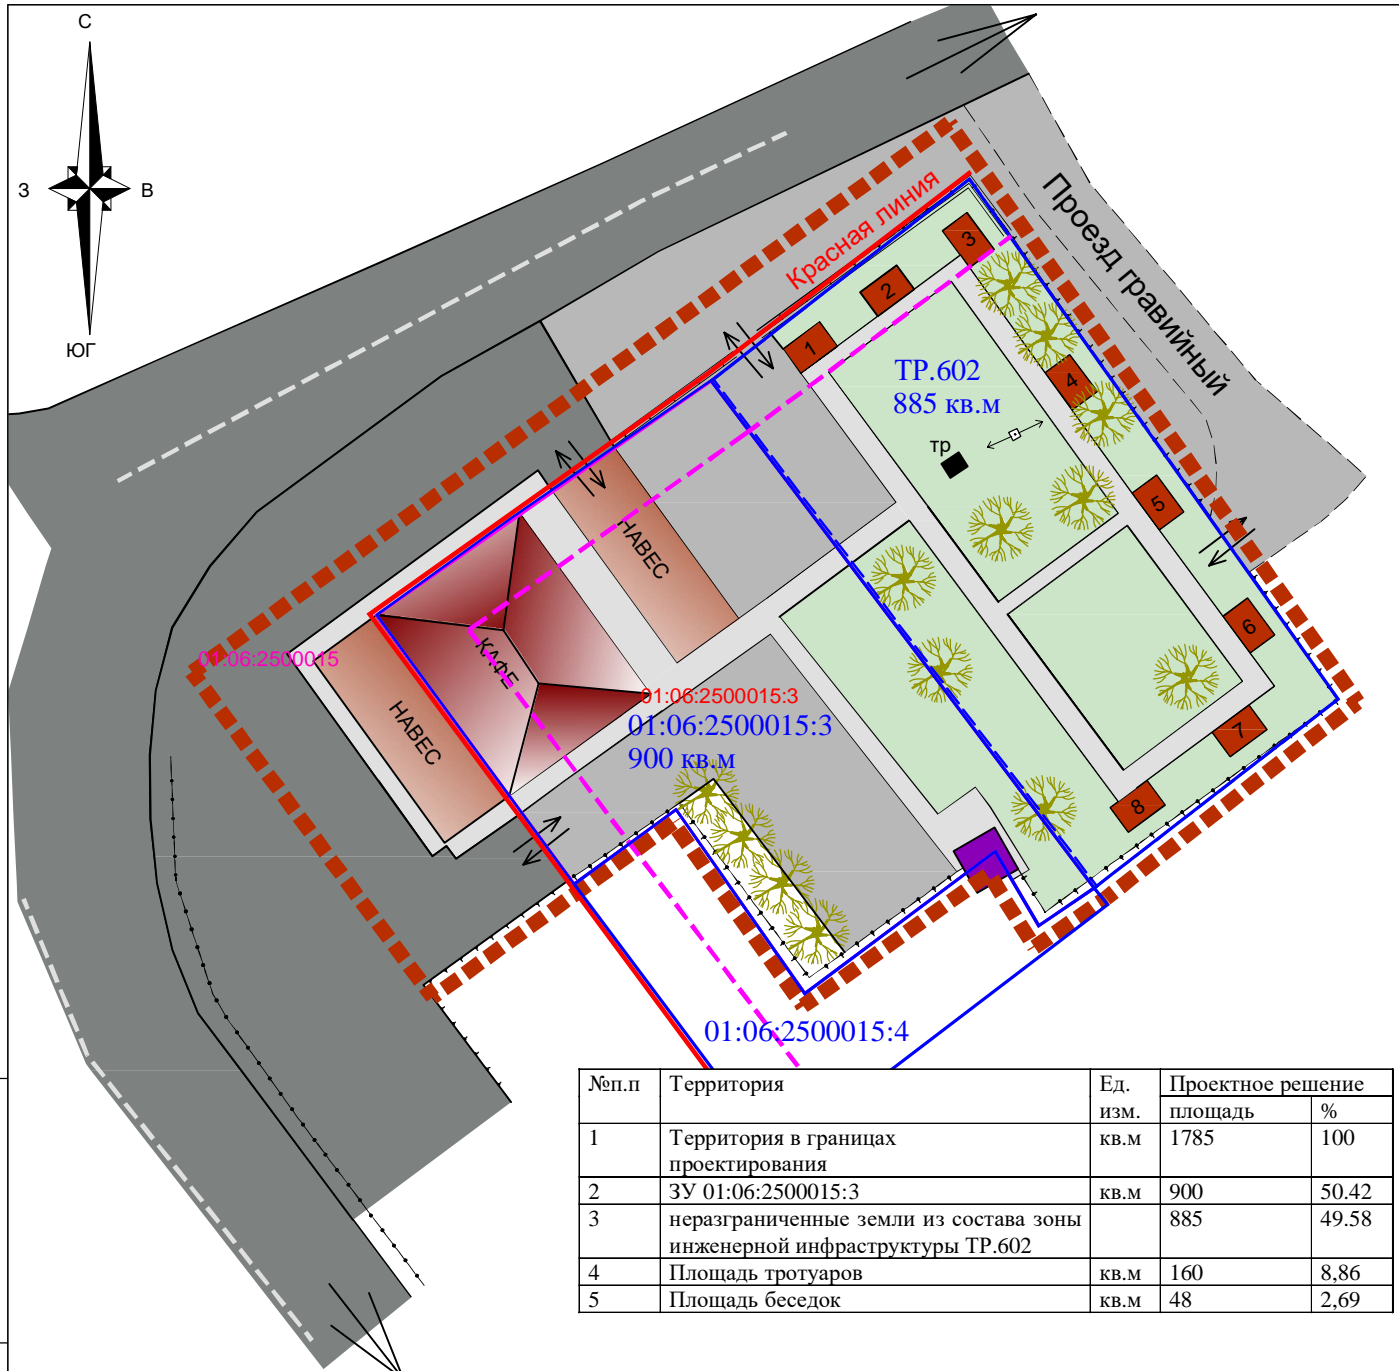 С
З
В
ЮГ
Красная линия
Проезд гравийный
3
2
1
ТР.602
885 кв.м
4
тр
5
НАВЕС
6
КАФЕ
01:06:2500015
01:06:2500015:3
01:06:2500015:3
900 кв.м
НАВЕС
7
8
01:06:2500015:4
№п.п Территория Ед. изм. Проектное решение
площадь %
1 Территория в границах проектирования кв.м 1785 100
2 ЗУ 01:06:2500015:3 кв.м 900 50.42
3 неразграниченные земли из состава зоны инженерной инфраструктуры ТР.602 885 49.58
4 Площадь тротуаров кв.м 160 8,86
5 Площадь беседок кв.м 48 2,69